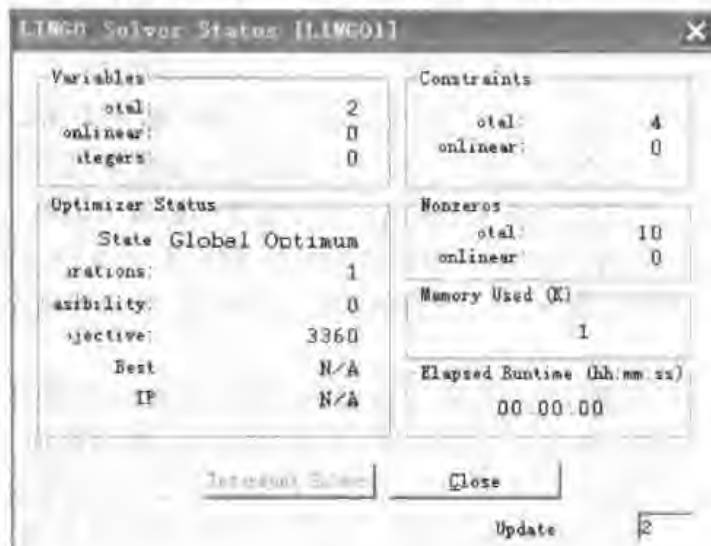 LINGO Solver Status [LINGO1]
Variables
otal: 2
onlinear: 0
ntegers: 0
Constraints
otal: 4
onlinear: 0
Optimizer Status
State Global Optimum
erations: 1
asibility: 0
jective: 3360
Best N/A
IP N/A
Nonzeros
otal: 10
onlinear 0
Memory Used (K)
1
Elapsed Runtime (hh:mm:ss)
00:00:00
Close
Update 2